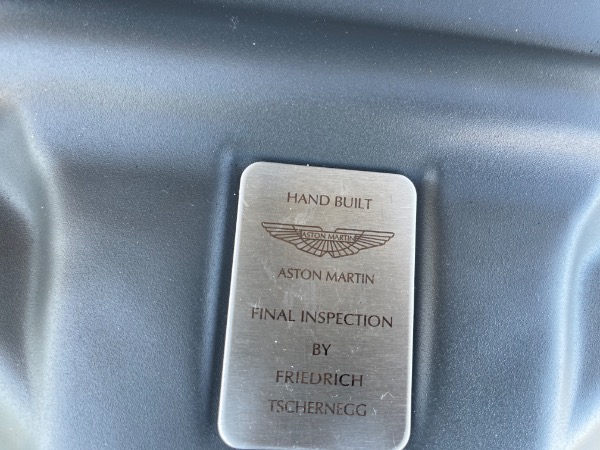 HAND BUILT
ASTON MARTIN
ASTON MARTIN
FINAL INSPECTION
BY
FRIEDRICH
TSCHERNEGG